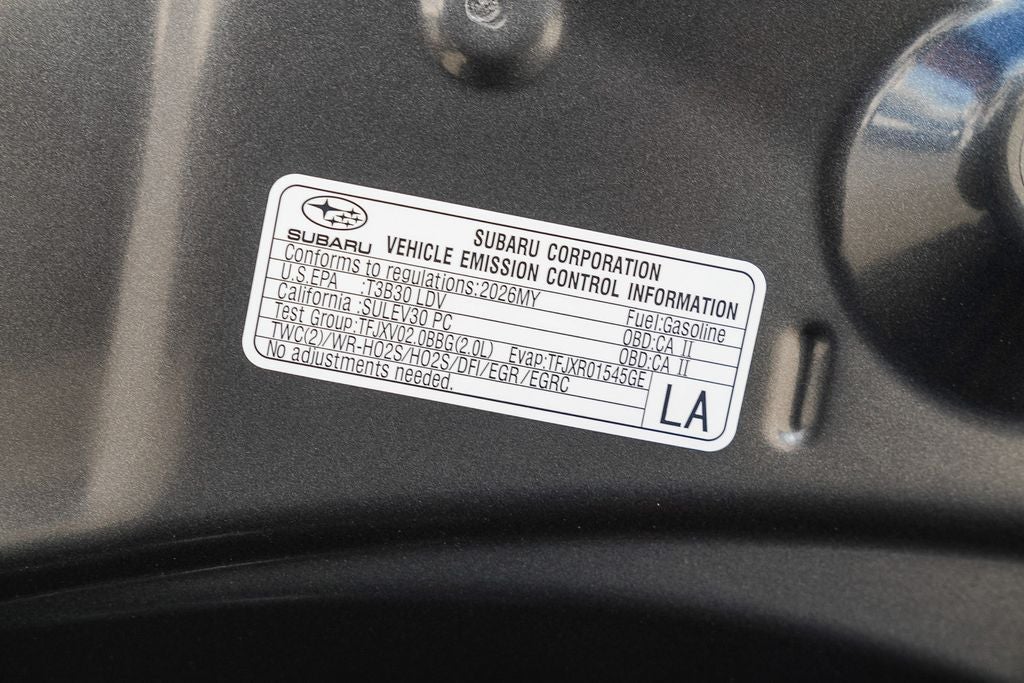 SUBARU
SUBARU CORPORATION
VEHICLE EMISSION CONTROL INFORMATION
Conforms to regulations:2026MY Fuel:Gasoline
U.S.EPA :T3B30 LDV OBD:CA II
California :SULEV30 PC OBD:CA II
Test Group:TFJXV02.0BBG(2.0L) Evap:TFJXR01545GE
TWC(2)/WR-HO2S/HO2S/DFI/EGR/EGRC
No adjustments needed.
LA